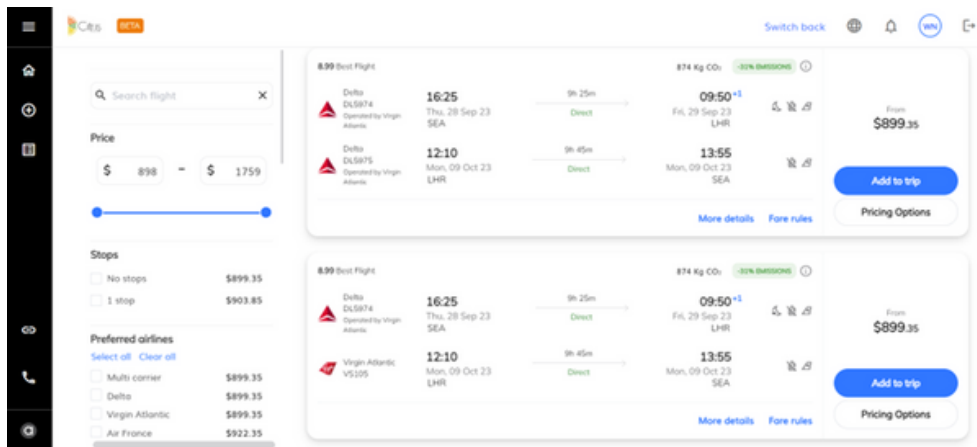 BETA
Switch back
WN
Search flight
Price
$ 898 - $ 1759
Stops
No stops $899.35
1 stop $903.85
Preferred airlines
Select all Clear all
Multi carrier $899.35
Delta $899.35
Virgin Atlantic $899.35
Air France $922.35
8.99 Best Flight
874 Kg CO₂ -31% EMISSIONS
Delta
DL5974
Operated by Virgin
Atlantic
16:25
Thu, 28 Sep 23
SEA
9h 25m
Direct
09:50 +1
Fri, 29 Sep 23
LHR
Delta
DL5975
Operated by Virgin
Atlantic
12:10
Mon, 09 Oct 23
LHR
9h 45m
Direct
13:55
Mon, 09 Oct 23
SEA
More details Fare rules
From
$899.35
Add to trip
Pricing Options
8.99 Best Flight
874 Kg CO₂ -31% EMISSIONS
Delta
DL5974
Operated by Virgin
Atlantic
16:25
Thu, 28 Sep 23
SEA
9h 25m
Direct
09:50 +1
Fri, 29 Sep 23
LHR
Virgin Atlantic
VS105
12:10
Mon, 09 Oct 23
LHR
9h 45m
Direct
13:55
Mon, 09 Oct 23
SEA
More details Fare rules
From
$899.35
Add to trip
Pricing Options